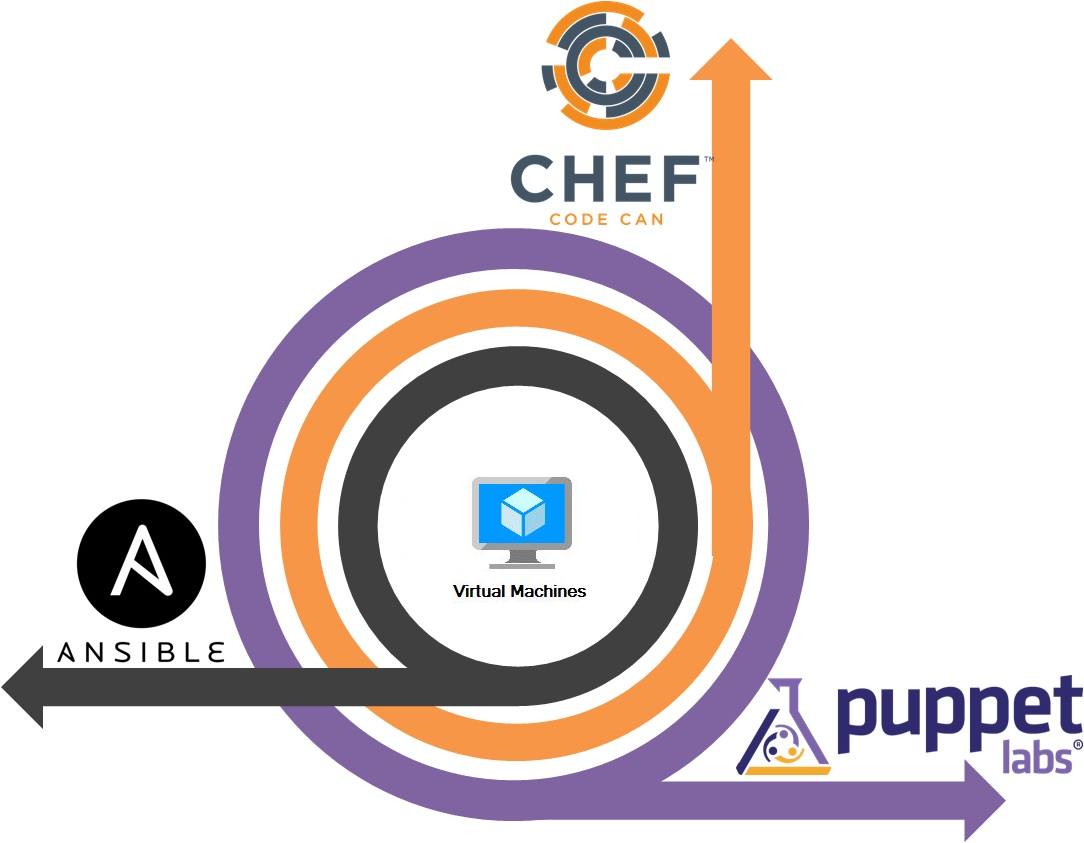 CHEF™
CODE CAN
Virtual Machines
ANSIBLE
puppet
labs®